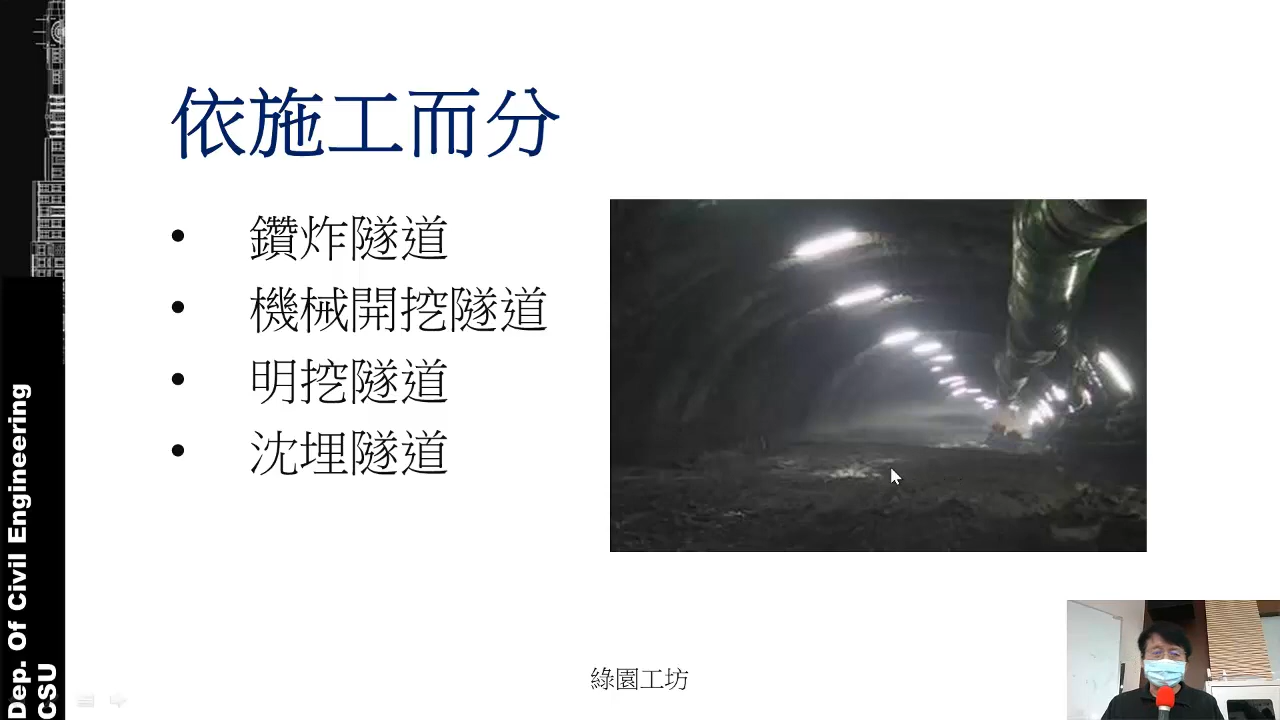 依施工而分
• 鑽炸隧道
• 機械開挖隧道
• 明挖隧道
• 沈埋隧道
綠園工坊
Dep. Of Civil Engineering
CSU